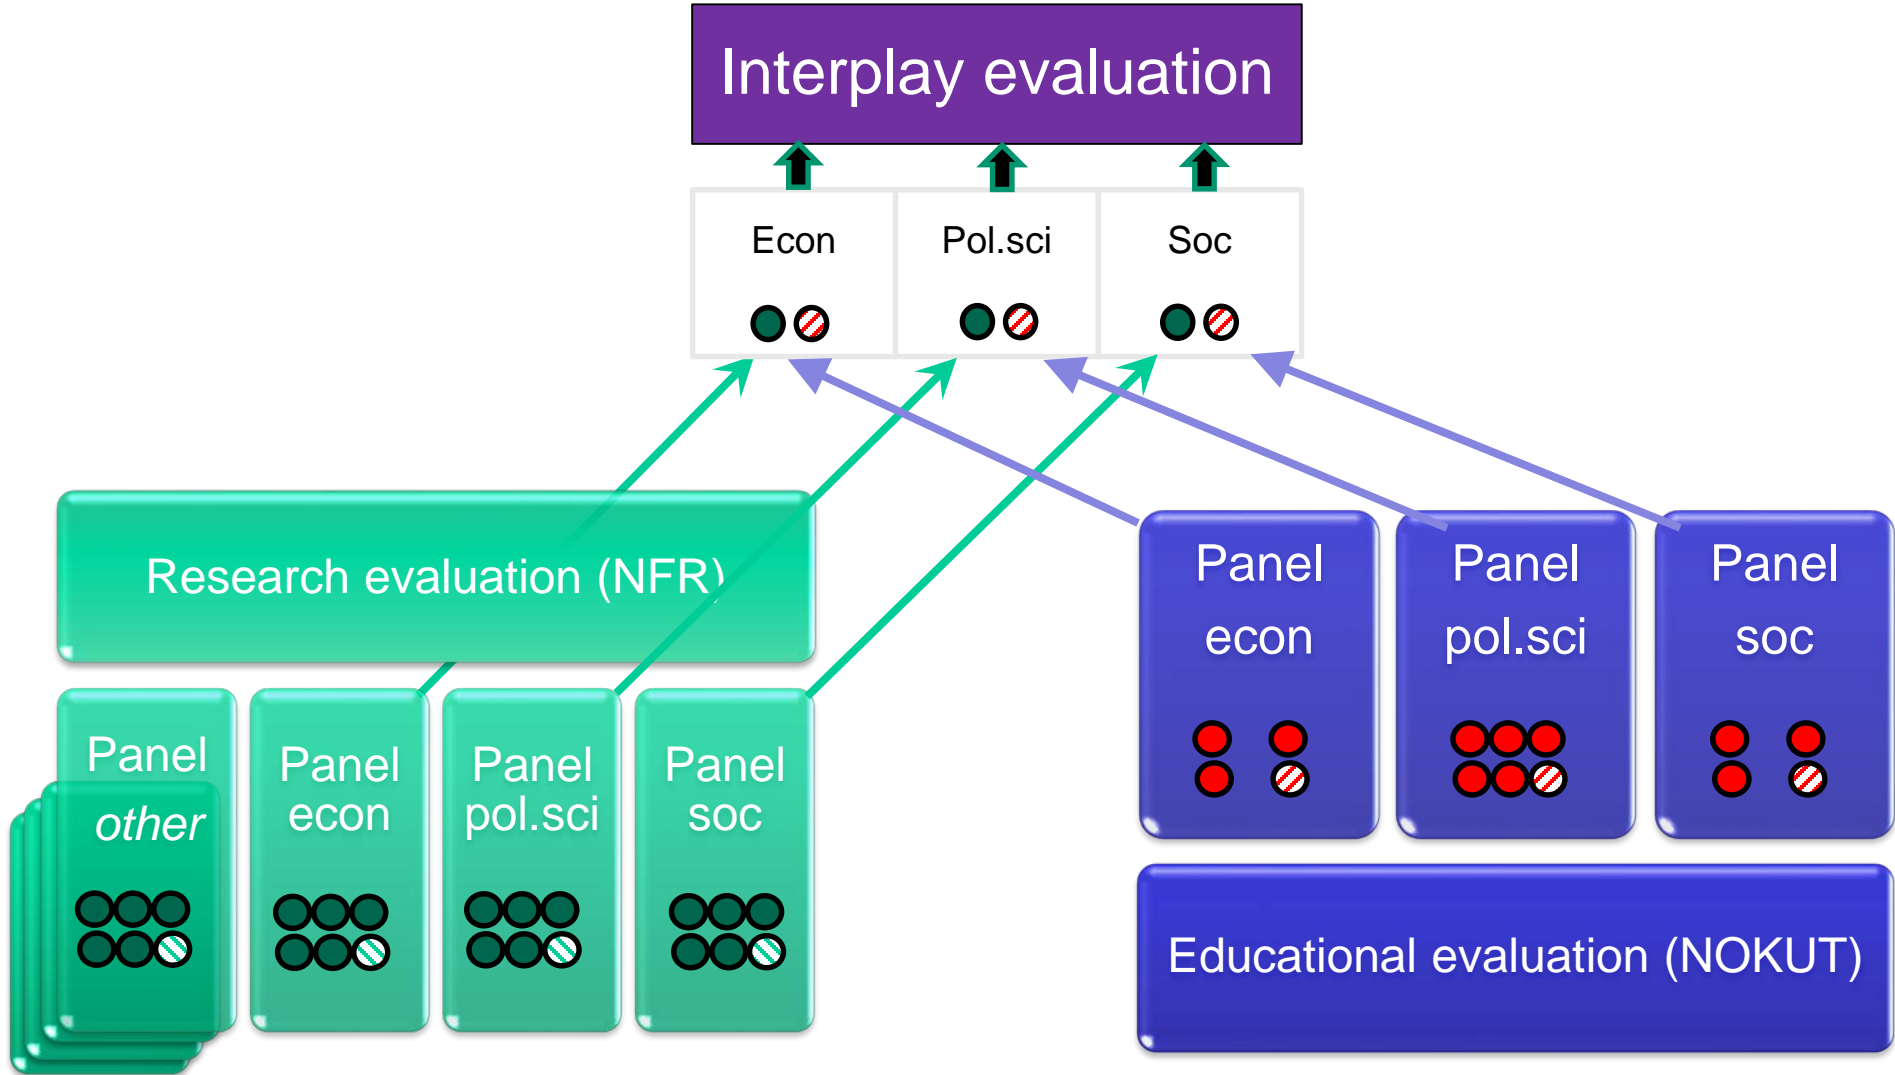 Interplay evaluation
Econ
Pol.sci
Soc
Research evaluation (NFR)
Panel
other
Panel
econ
Panel
pol.sci
Panel
soc
Panel
econ
Panel
pol.sci
Panel
soc
Educational evaluation (NOKUT)